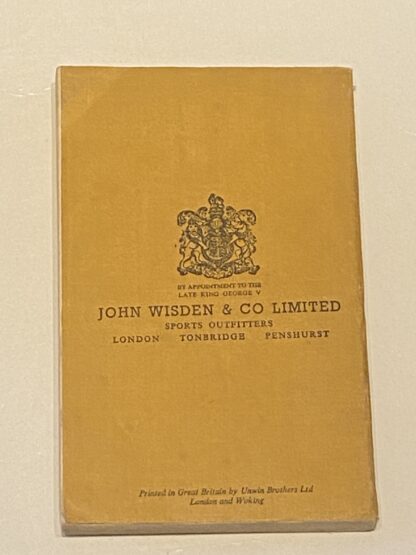 BY APPOINTMENT TO THE
LATE KING GEORGE V
JOHN WISDEN & CO LIMITED
SPORTS OUTFITTERS
LONDON TONBRIDGE PENSHURST
Printed in Great Britain by Unwin Brothers Ltd
London and Woking